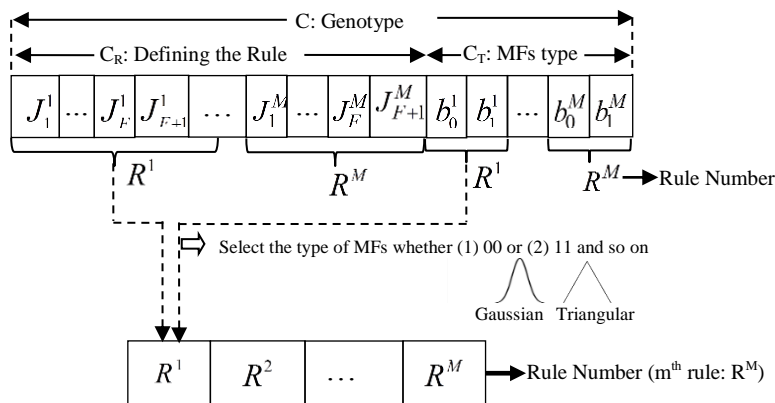 C: Genotype
C_R: Defining the Rule C_T: MFs type
J_1^1 ... J_F^1 J_{F+1}^1 ... J_1^M ... J_F^M J_{F+1}^M b_0^1 b_1^1 ... b_0^M b_1^M
R^1 R^M R^1 R^M Rule Number
Select the type of MFs whether (1) 00 or (2) 11 and so on
Gaussian Triangular
R^1 R^2 ... R^M Rule Number (m^th rule: R^M)